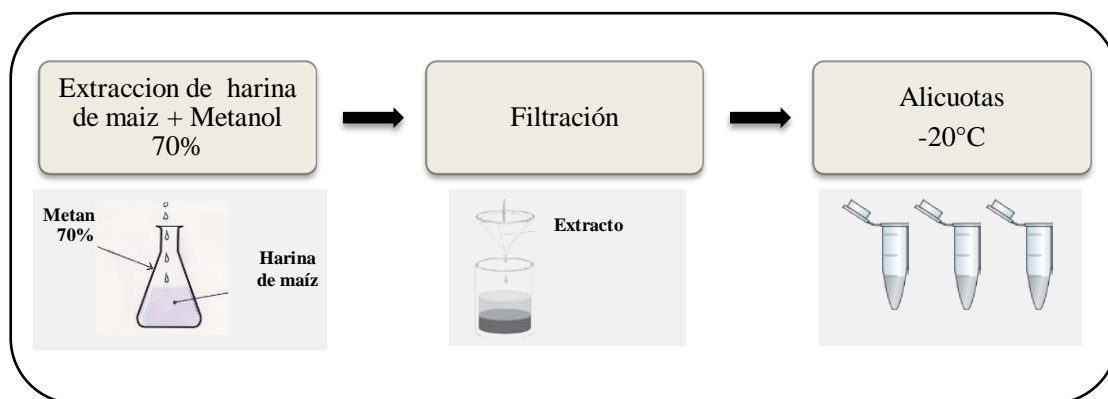 Extraccion de harina
de maiz + Metanol
70%
Filtración
Alicuotas
-20°C
Metan
70%
Harina
de maíz
Extracto